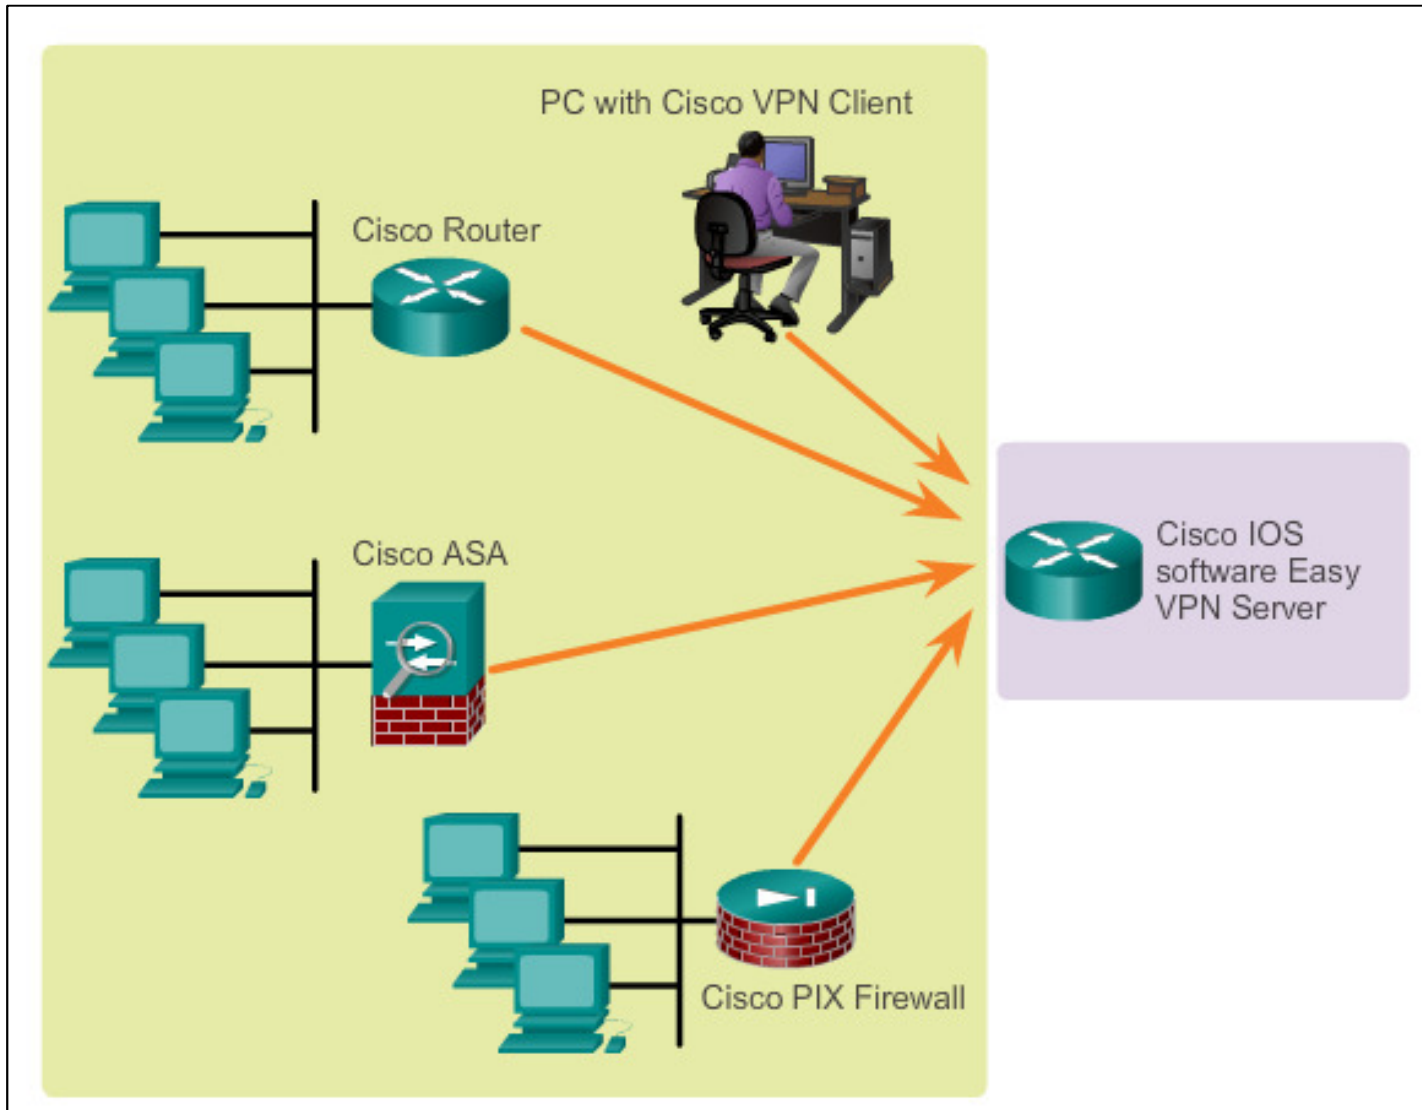 PC with Cisco VPN Client
Cisco Router
Cisco ASA
Cisco IOS
software Easy
VPN Server
Cisco PIX Firewall